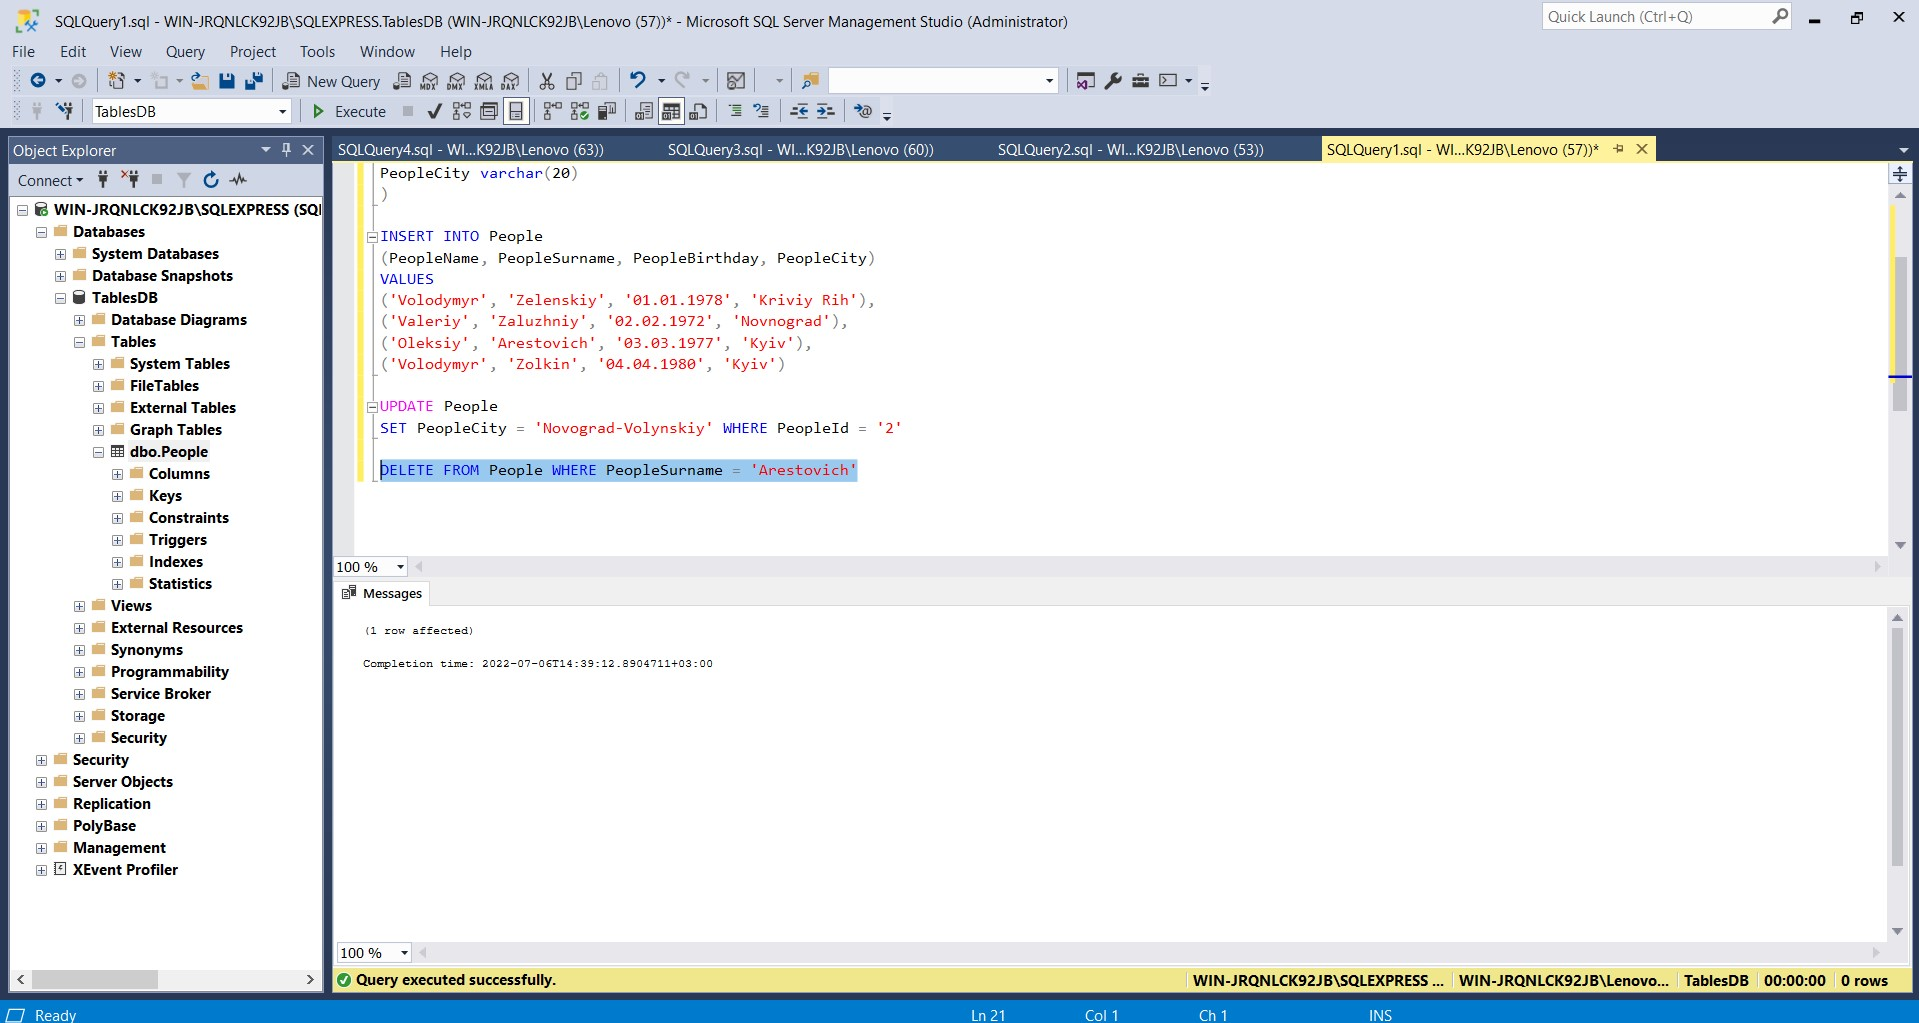 SQLQuery1.sql - WIN-JRQNLCK92JB\SQLEXPRESS.TablesDB (WIN-JRQNLCK92JB\Lenovo (57))* - Microsoft SQL Server Management Studio (Administrator)
Quick Launch (Ctrl+Q)
File Edit View Query Project Tools Window Help
New Query MDX DMX XMLA DAX
TablesDB Execute
Object Explorer
Connect
WIN-JRQNLCK92JB\SQLEXPRESS (SQL
Databases
System Databases
Database Snapshots
TablesDB
Database Diagrams
Tables
System Tables
FileTables
External Tables
Graph Tables
dbo.People
Columns
Keys
Constraints
Triggers
Indexes
Statistics
Views
External Resources
Synonyms
Programmability
Service Broker
Storage
Security
Security
Server Objects
Replication
PolyBase
Management
XEvent Profiler
SQLQuery4.sql - WI...K92JB\Lenovo (63)) SQLQuery3.sql - WI...K92JB\Lenovo (60)) SQLQuery2.sql - WI...K92JB\Lenovo (53)) SQLQuery1.sql - WI...K92JB\Lenovo (57))*
PeopleCity varchar(20)
)
INSERT INTO People
(PeopleName, PeopleSurname, PeopleBirthday, PeopleCity)
VALUES
('Volodymyr', 'Zelenskiy', '01.01.1978', 'Kriviy Rih'),
('Valeriy', 'Zaluzhniy', '02.02.1972', 'Novnograd'),
('Oleksiy', 'Arestovich', '03.03.1977', 'Kyiv'),
('Volodymyr', 'Zolkin', '04.04.1980', 'Kyiv')
UPDATE People
SET PeopleCity = 'Novograd-Volynskiy' WHERE PeopleId = '2'
DELETE FROM People WHERE PeopleSurname = 'Arestovich'
100 %
Messages
(1 row affected)
Completion time: 2022-07-06T14:39:12.8904711+03:00
100 %
Query executed successfully. WIN-JRQNLCK92JB\SQLEXPRESS ... WIN-JRQNLCK92JB\Lenovo... TablesDB 00:00:00 0 rows
Ready Ln 21 Col 1 Ch 1 INS